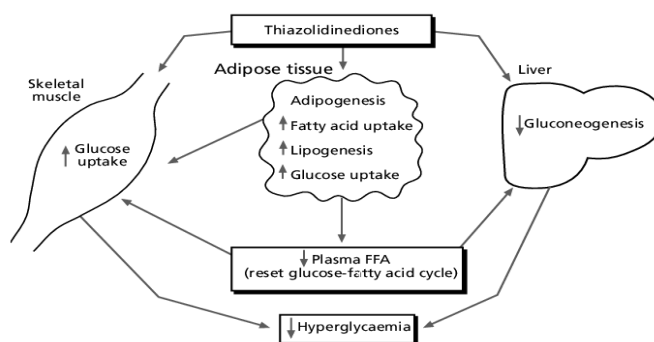 Thiazolidinediones
Adipose tissue
Skeletal
muscle
Liver
Adipogenesis
↑ Fatty acid uptake
↑ Lipogenesis
↑ Glucose uptake
↑ Glucose
uptake
↓ Gluconeogenesis
↓ Plasma FFA
(reset glucose-fatty acid cycle)
↓ Hyperglycaemia